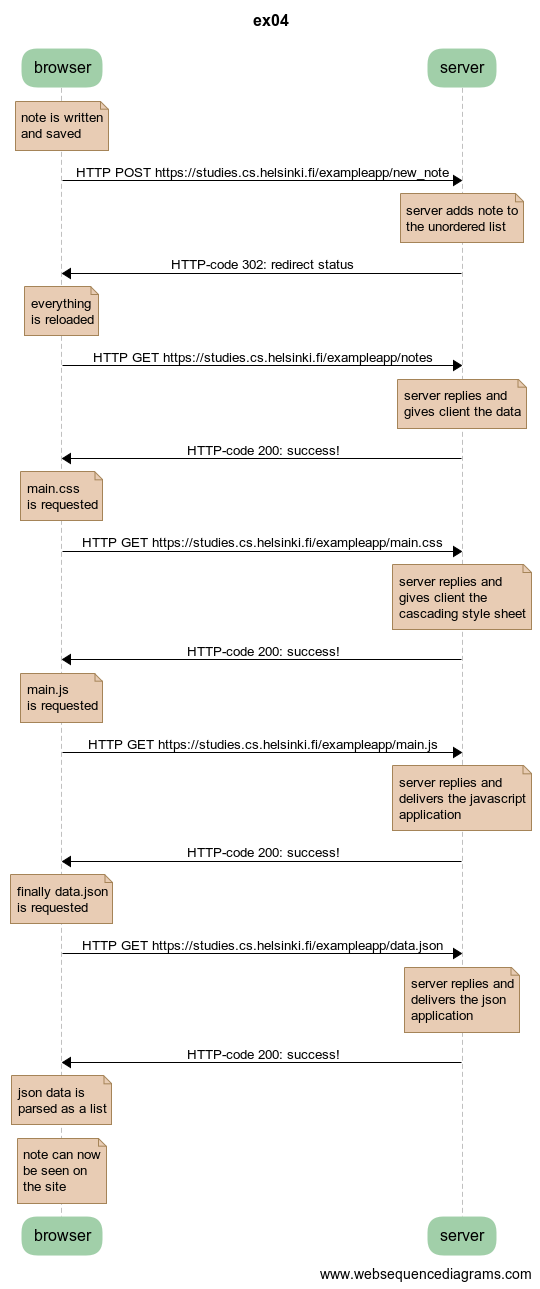 ex04
browser
server
note is written
and saved
HTTP POST https://studies.cs.helsinki.fi/exampleapp/new_note
server adds note to
the unordered list
HTTP-code 302: redirect status
everything
is reloaded
HTTP GET https://studies.cs.helsinki.fi/exampleapp/notes
server replies and
gives client the data
HTTP-code 200: success!
main.css
is requested
HTTP GET https://studies.cs.helsinki.fi/exampleapp/main.css
server replies and
gives client the
cascading style sheet
HTTP-code 200: success!
main.js
is requested
HTTP GET https://studies.cs.helsinki.fi/exampleapp/main.js
server replies and
delivers the javascript
application
HTTP-code 200: success!
finally data.json
is requested
HTTP GET https://studies.cs.helsinki.fi/exampleapp/data.json
server replies and
delivers the json
application
HTTP-code 200: success!
json data is
parsed as a list
note can now
be seen on
the site
browser
server
www.websequencediagrams.com